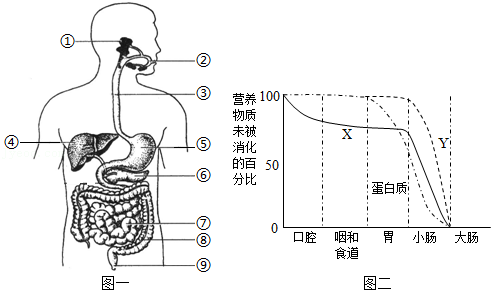 ①
②
③
④
⑤
⑥
⑦
⑧
⑨
图一
营养
物质
未被
消化
的百
分比
100
50
0
100
X
Y
蛋白质
口腔
咽和
食道
胃
小肠
大肠
图二